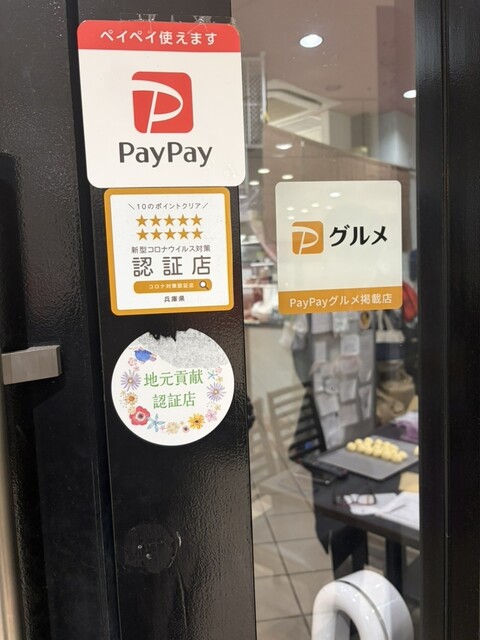 ペイペイ使えます
PayPay
＼10のポイントクリア／
★★★★★
★★★★★
新型コロナウイルス対策
認証店
コロナ対策認証店
兵庫県
グルメ
PayPayグルメ掲載店
地元貢献
認証店